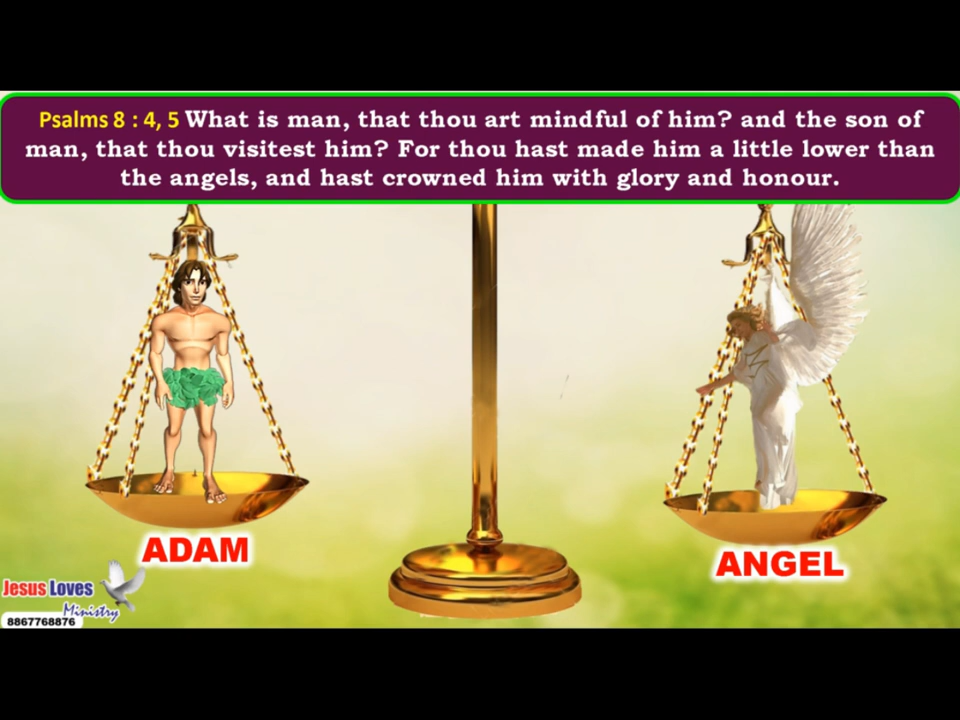 Psalms 8 : 4, 5 What is man, that thou art mindful of him? and the son of
man, that thou visitest him? For thou hast made him a little lower than
the angels, and hast crowned him with glory and honour.
ADAM
ANGEL
Jesus Loves
Ministry
8867768876